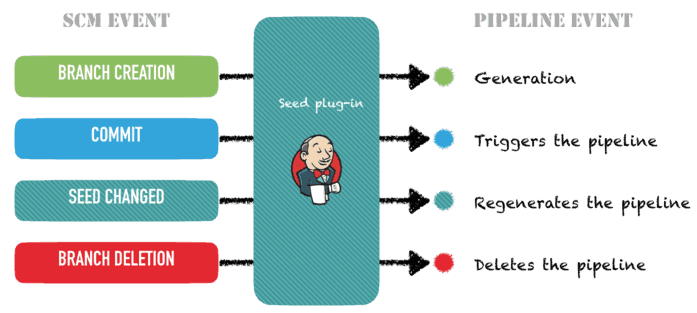 SCM EVENT
PIPELINE EVENT
BRANCH CREATION
Seed plug-in
Generation
COMMIT
Triggers the pipeline
SEED CHANGED
Regenerates the pipeline
BRANCH DELETION
Deletes the pipeline